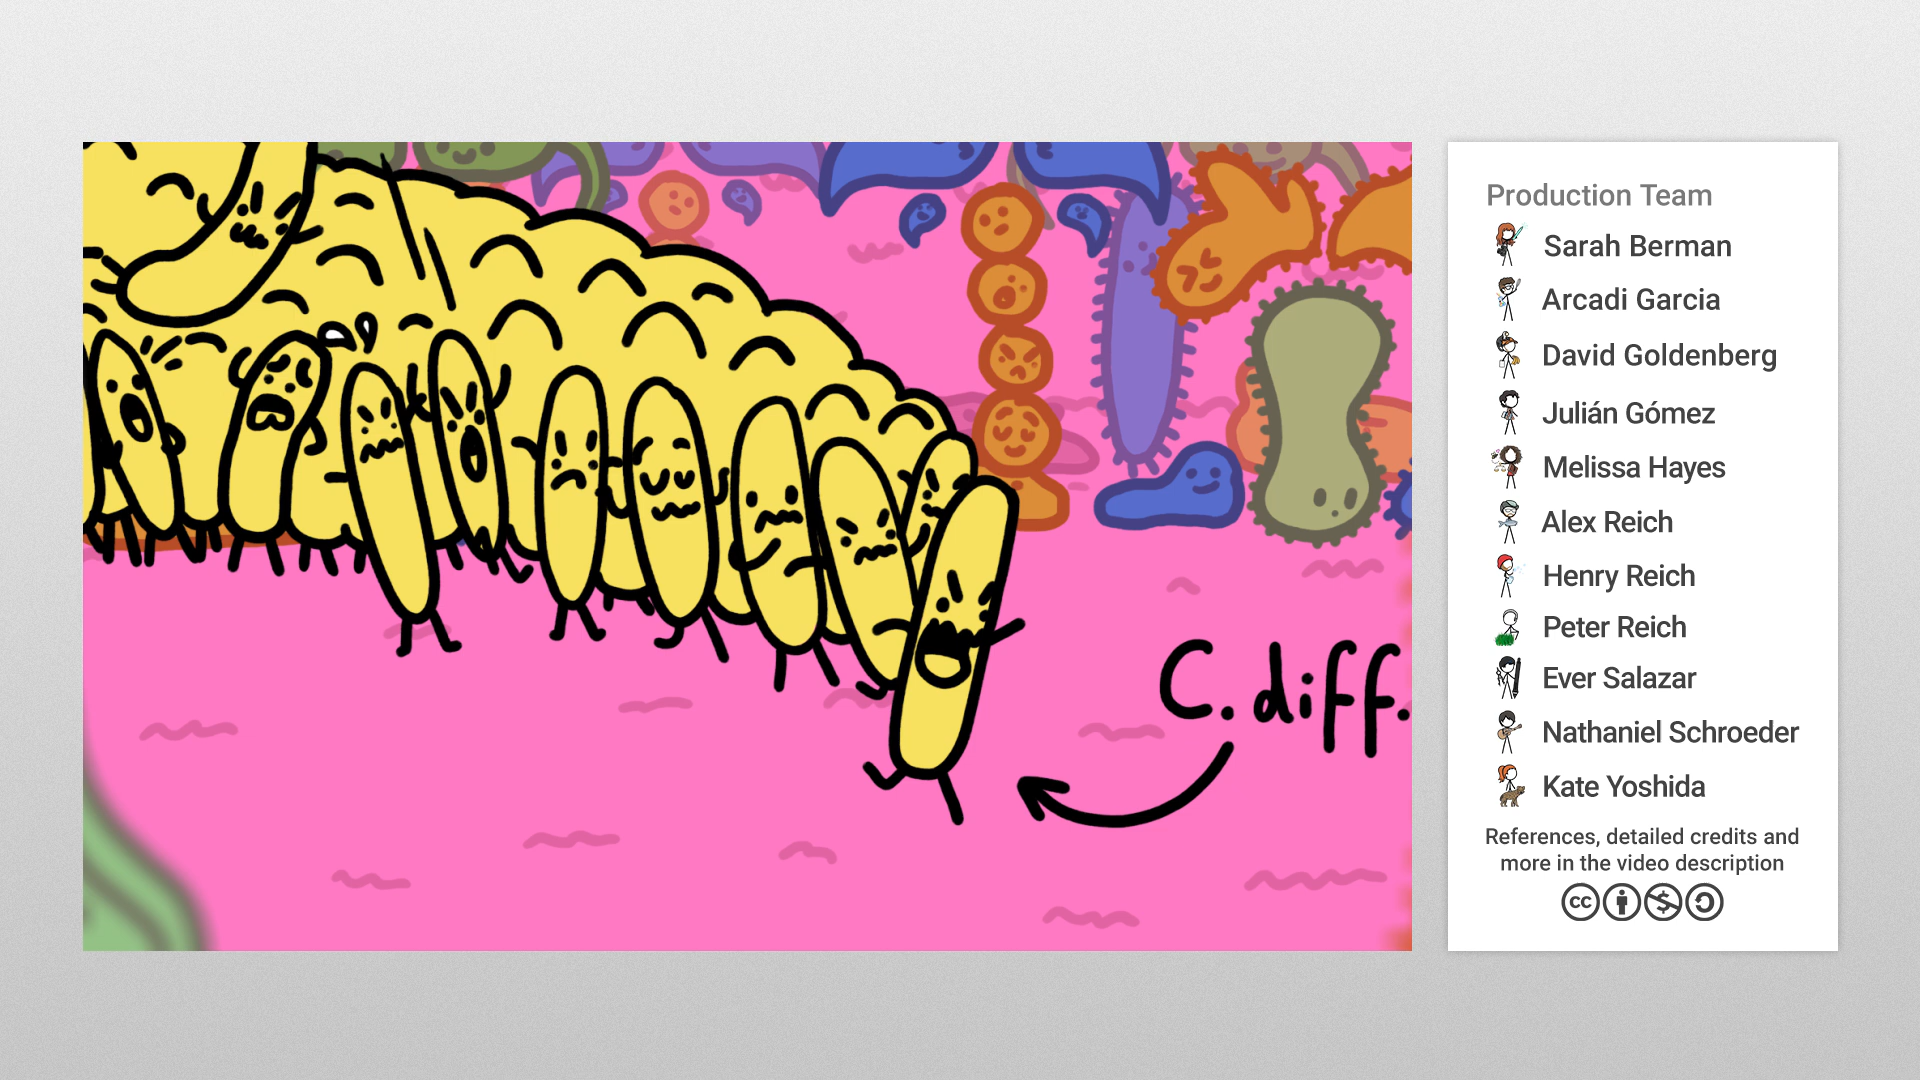 C. diff.
Production Team
Sarah Berman
Arcadi Garcia
David Goldenberg
Julián Gómez
Melissa Hayes
Alex Reich
Henry Reich
Peter Reich
Ever Salazar
Nathaniel Schroeder
Kate Yoshida
References, detailed credits and
more in the video description
cc